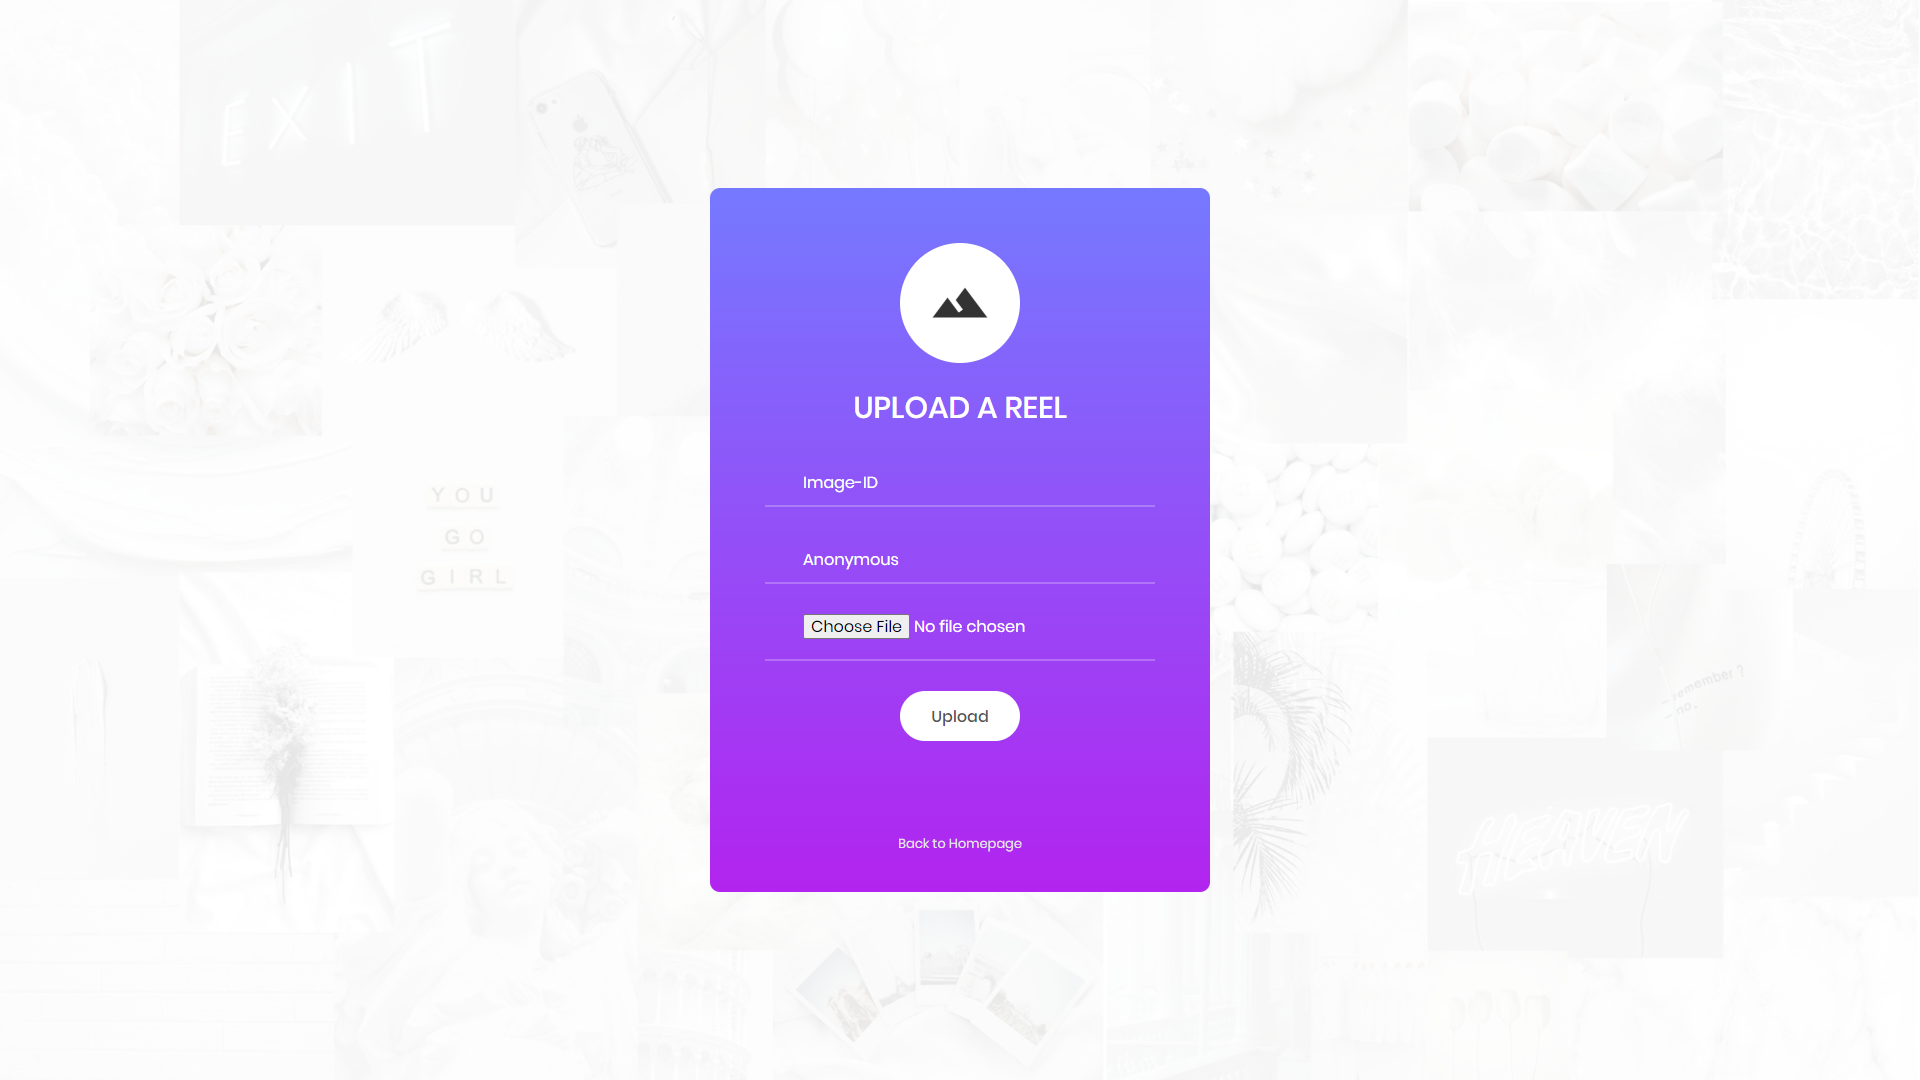 EXIT
YOU
GO
GIRL
UPLOAD A REEL
Image-ID
Anonymous
Choose File No file chosen
Upload
Back to Homepage
- remember?
- no.
HEAVEN